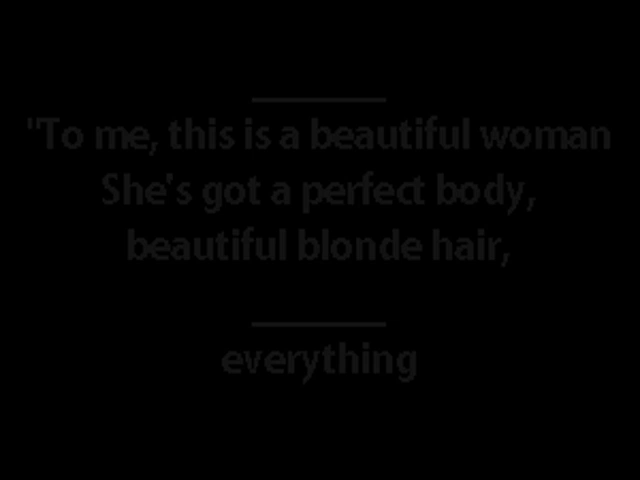 "To me, this is a beautiful woman
She's got a perfect body,
beautiful blonde hair,
everything